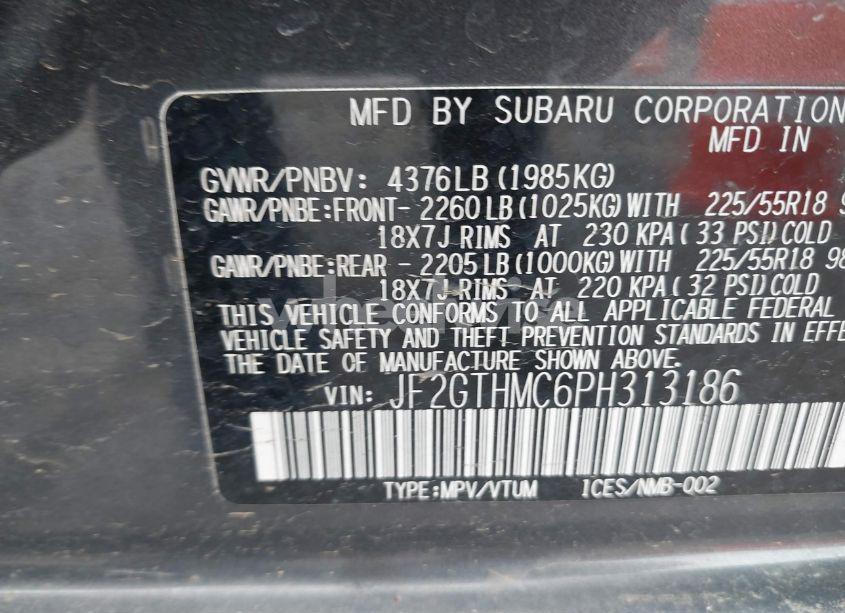 MFD BY SUBARU CORPORATION
MFD IN
GVWR/PNBV: 4376LB (1985KG)
GAWR/PNBE:FRONT- 2260 LB (1025KG) WITH 225/55R18 9
18X7J RIMS AT 230 KPA ( 33 PSI) COLD
GAWR/PNBE:REAR - 2205 LB (1000KG) WITH 225/55R18 98
18X7J RIMS AT 220 KPA ( 32 PSI) COLD
THIS VEHICLE CONFORMS TO ALL APPLICABLE FEDERAL
VEHICLE SAFETY AND THEFT PREVENTION STANDARDS IN EFFE
THE DATE OF MANUFACTURE SHOWN ABOVE.
VIN: JF2GTHMC6PH313186
TYPE:MPV/VTUM ICES/NMB-002